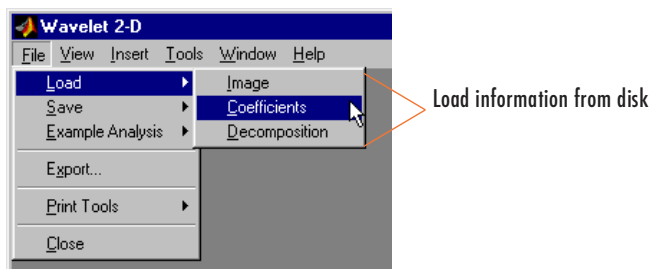 Wavelet 2-D
File View Insert Tools Window Help
Load
Save
Example Analysis
Export...
Print Tools
Close
Image
Coefficients
Decomposition
Load information from disk